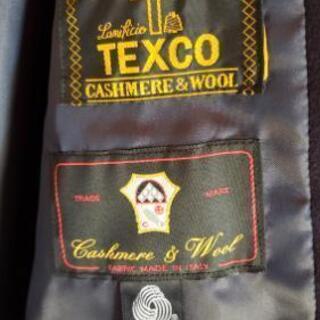 Lanificio
TEXCO
CASHMERE & WOOL
TRADE MARK
Cashmere & Wool
FABRIC MADE IN ITALY